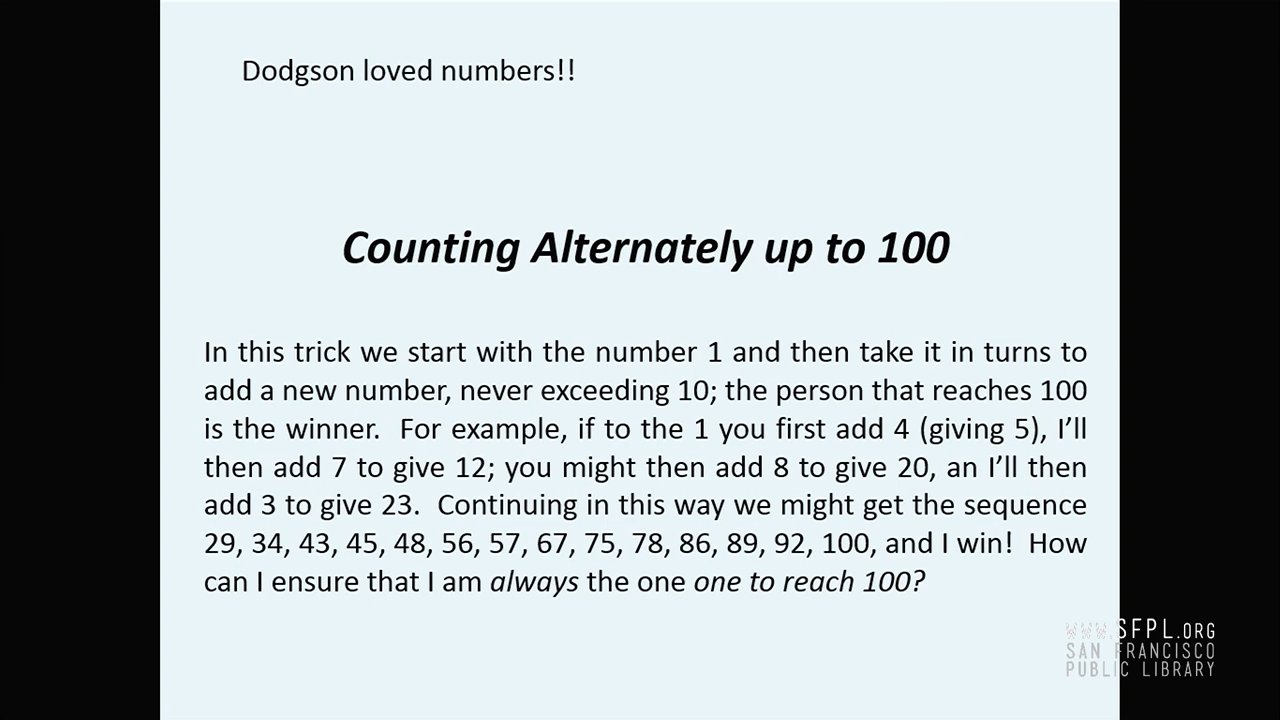 Dodgson loved numbers!!
Counting Alternately up to 100
In this trick we start with the number 1 and then take it in turns to
add a new number, never exceeding 10; the person that reaches 100
is the winner.  For example, if to the 1 you first add 4 (giving 5), I'll
then add 7 to give 12; you might then add 8 to give 20, an I'll then
add 3 to give 23.  Continuing in this way we might get the sequence
29, 34, 43, 45, 48, 56, 57, 67, 75, 78, 86, 89, 92, 100, and I win!  How
can I ensure that I am always the one one to reach 100?
WWW.SFPL.ORG
SAN FRANCISCO
PUBLIC LIBRARY